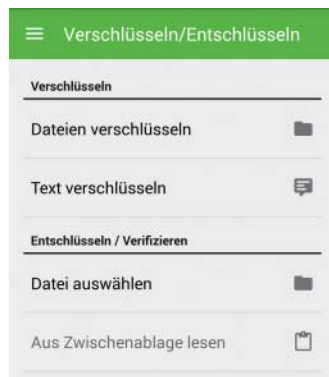 Verschlüsseln/Entschlüsseln
Verschlüsseln
Dateien verschlüsseln
Text verschlüsseln
Entschlüsseln / Verifizieren
Datei auswählen
Aus Zwischenablage lesen